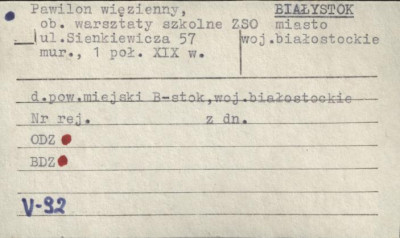 Pawilon więzienny, BIAŁYSTOK
ob. warsztaty szkolne ZSO miasto
ul.Sienkiewicza 57 woj.białostockie
mur., 1 poł. XIX w.
d.pow.miejski B-stok,woj.białostockie
Nr rej. z dn.
ODZ
BDZ
V-92